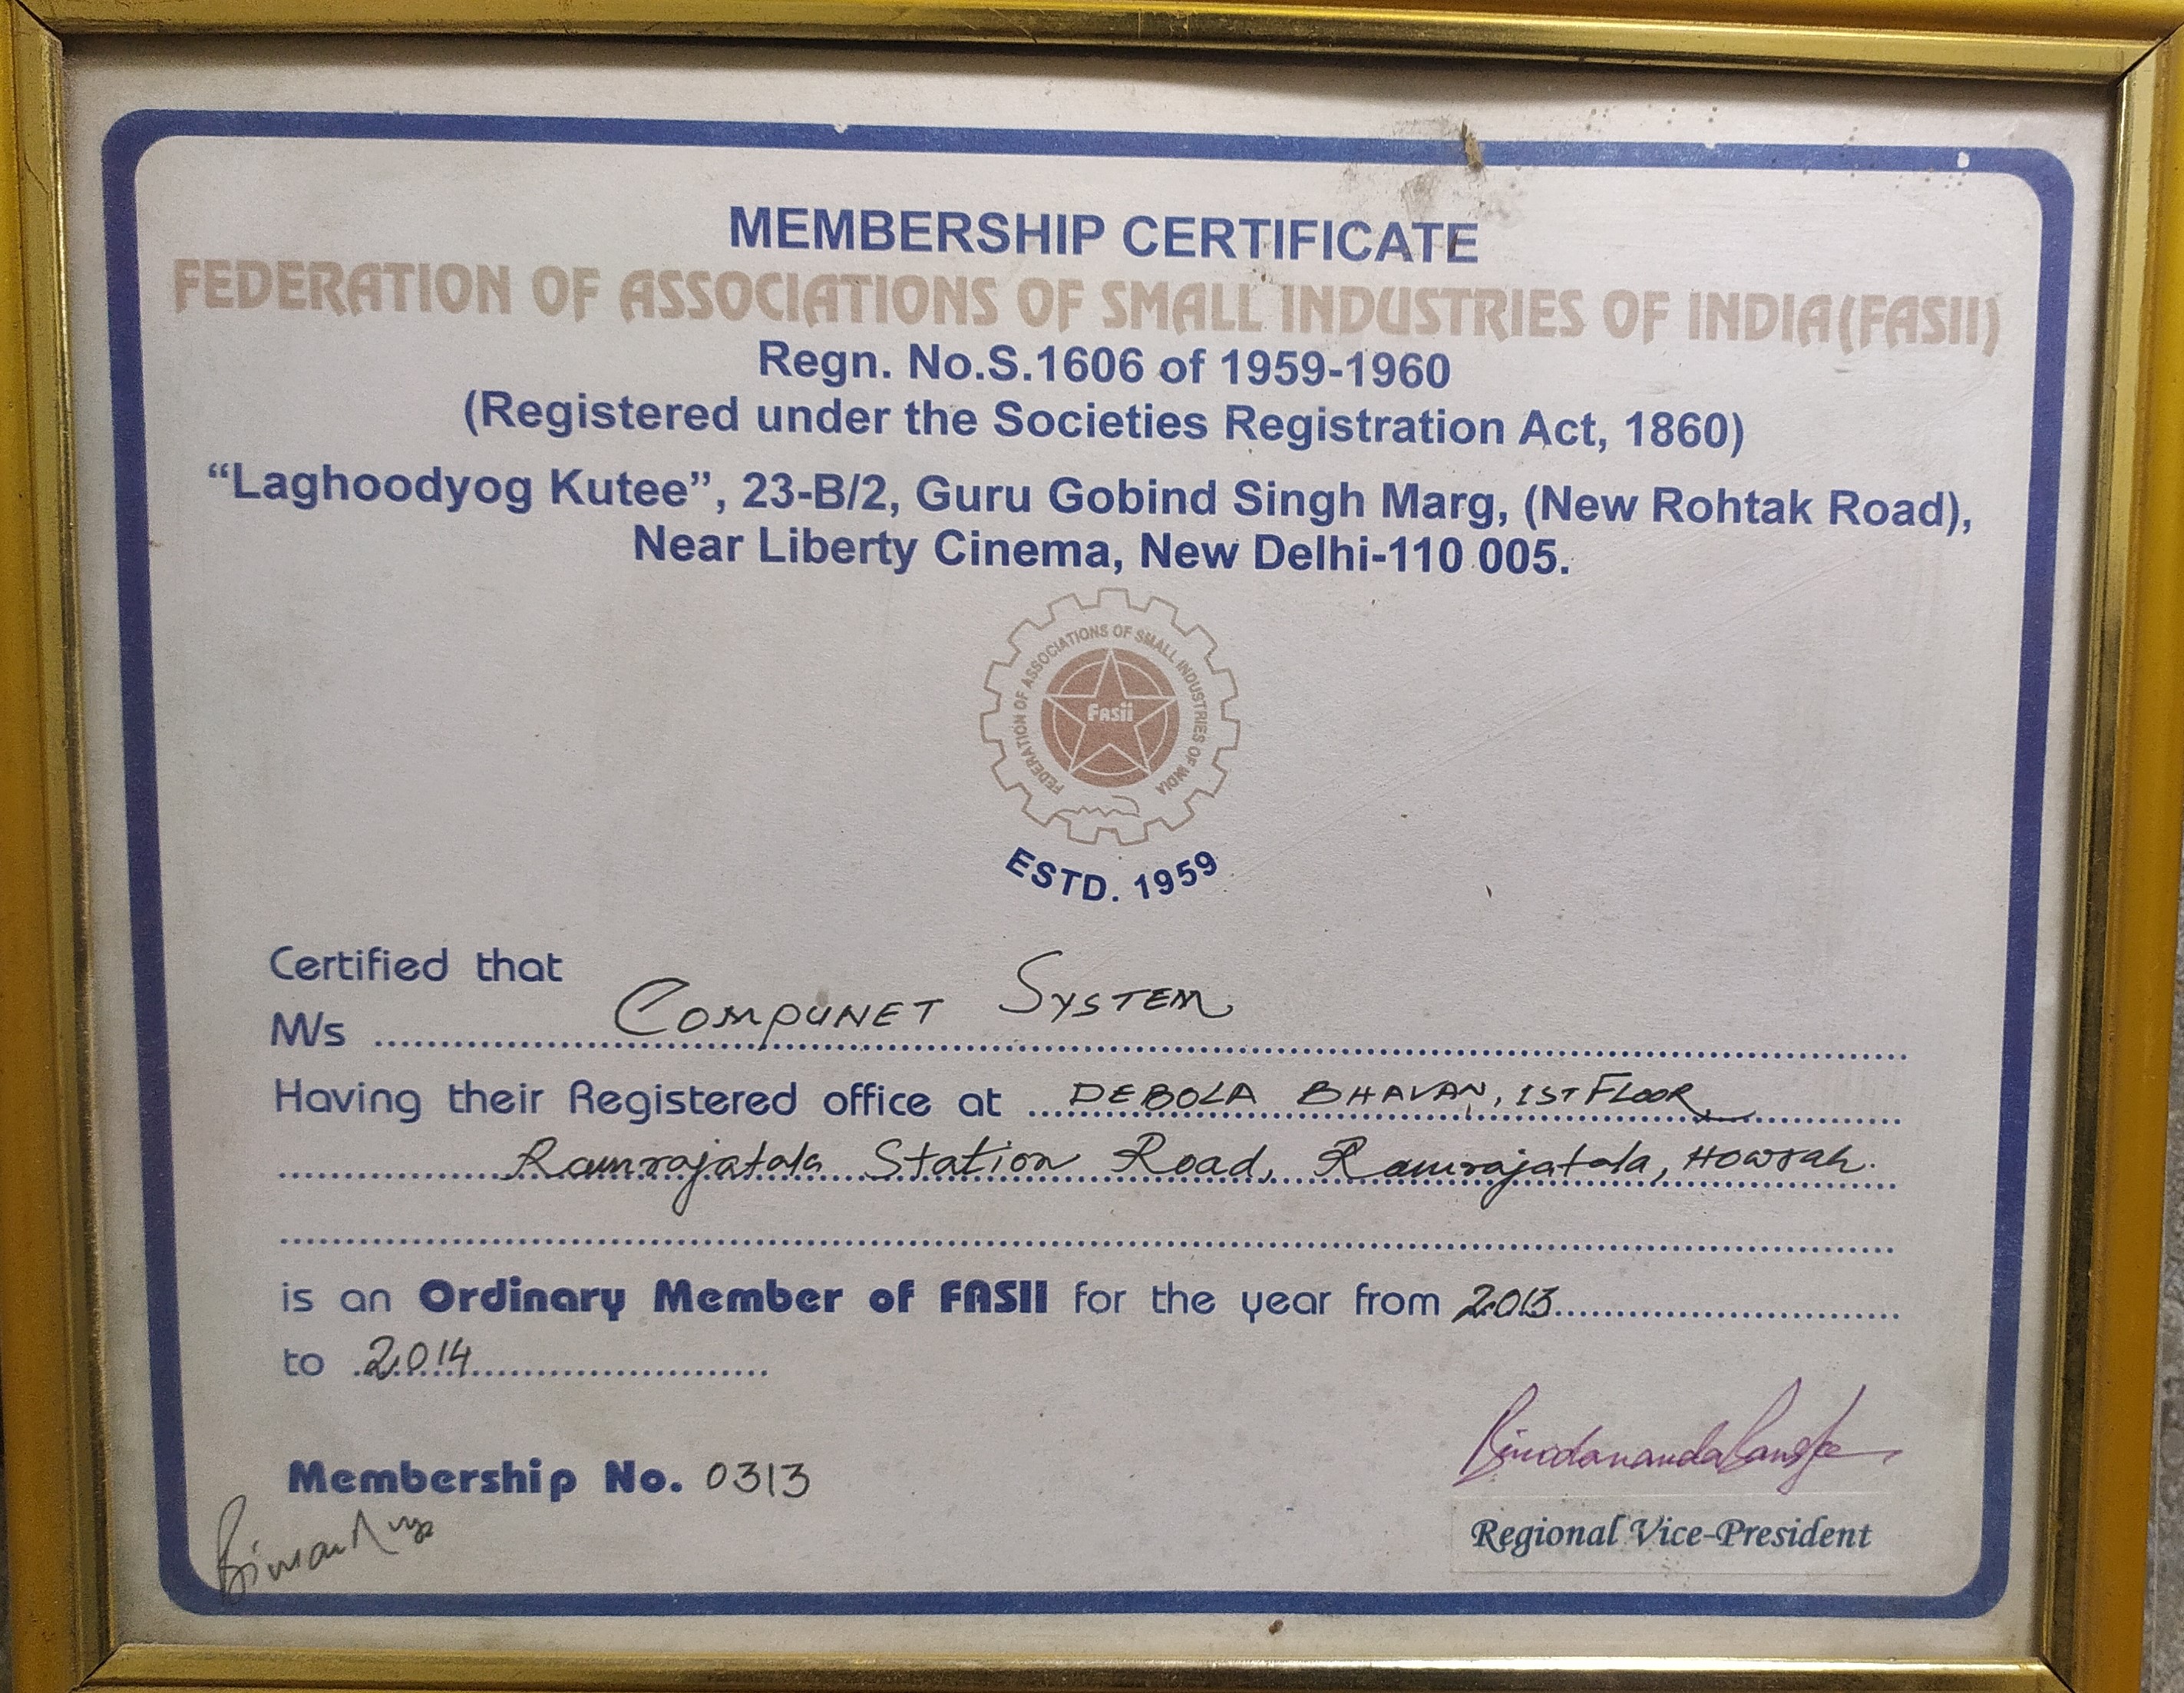 MEMBERSHIP CERTIFICATE
FEDERATION OF ASSOCIATIONS OF SMALL INDUSTRIES OF INDIA(FASII)
Regn. No.S.1606 of 1959-1960
(Registered under the Societies Registration Act, 1860)
“Laghoodyog Kutee”, 23-B/2, Guru Gobind Singh Marg, (New Rohtak Road),
Near Liberty Cinema, New Delhi-110 005.
FEDERATION OF ASSOCIATIONS OF SMALL INDUSTRIES OF INDIA
Fasii
ESTD. 1959
Certified that
M/s COMPUNET SYSTEM
Having their Registered office at DEBOLA BHAVAN, 1ST FLOOR,
Ramrajatala Station Road, Ramrajatala, Howrah.
is an Ordinary Member of FASII for the year from 2013
to 2014
Membership No. 0313
Regional Vice-President